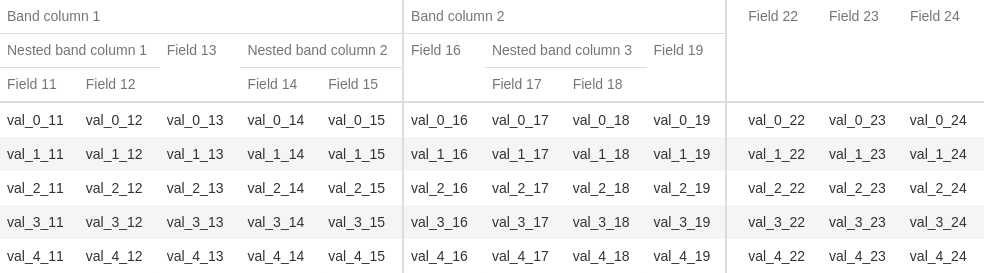 Band column 1 Band column 2 Field 22 Field 23 Field 24
Nested band column 1 Field 13 Nested band column 2 Field 16 Nested band column 3 Field 19
Field 11 Field 12 Field 14 Field 15 Field 17 Field 18
val_0_11 val_0_12 val_0_13 val_0_14 val_0_15 val_0_16 val_0_17 val_0_18 val_0_19 val_0_22 val_0_23 val_0_24
val_1_11 val_1_12 val_1_13 val_1_14 val_1_15 val_1_16 val_1_17 val_1_18 val_1_19 val_1_22 val_1_23 val_1_24
val_2_11 val_2_12 val_2_13 val_2_14 val_2_15 val_2_16 val_2_17 val_2_18 val_2_19 val_2_22 val_2_23 val_2_24
val_3_11 val_3_12 val_3_13 val_3_14 val_3_15 val_3_16 val_3_17 val_3_18 val_3_19 val_3_22 val_3_23 val_3_24
val_4_11 val_4_12 val_4_13 val_4_14 val_4_15 val_4_16 val_4_17 val_4_18 val_4_19 val_4_22 val_4_23 val_4_24